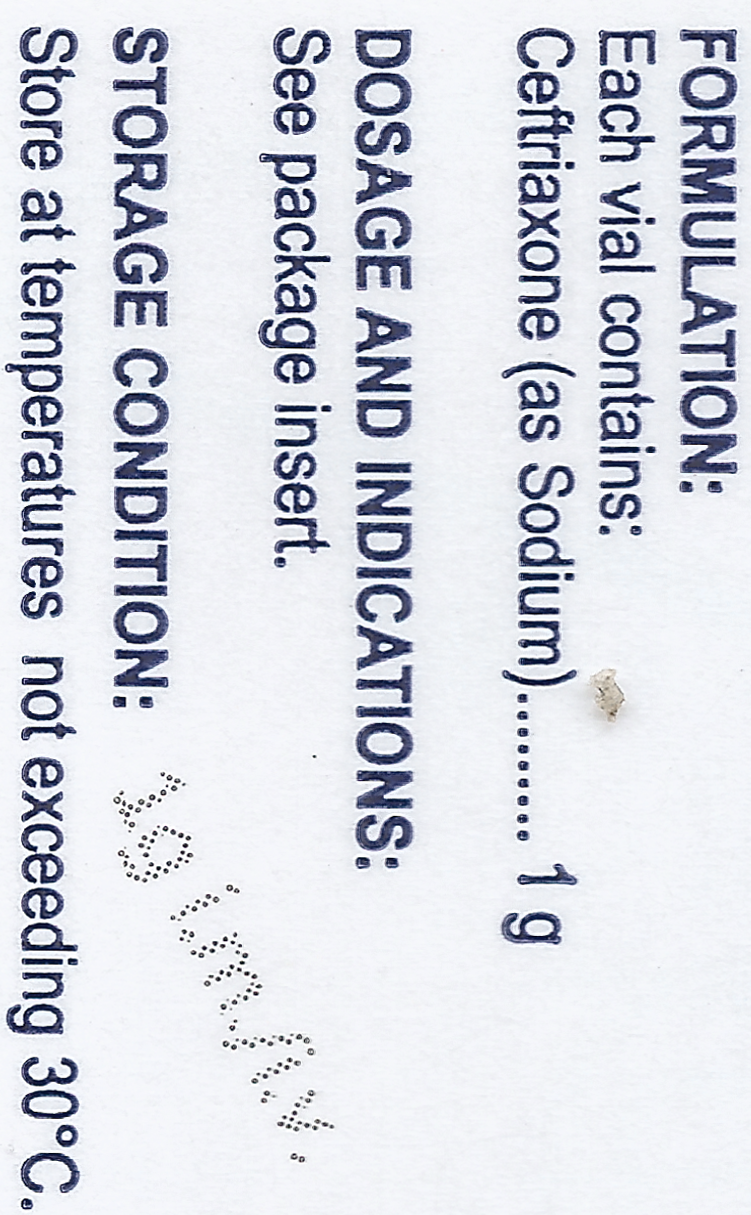 FORMULATION:
Each vial contains:
Ceftriaxone (as Sodium).......... 1 g
DOSAGE AND INDICATIONS:
See package insert.
STORAGE CONDITION:
Store at temperatures not exceeding 30°C.